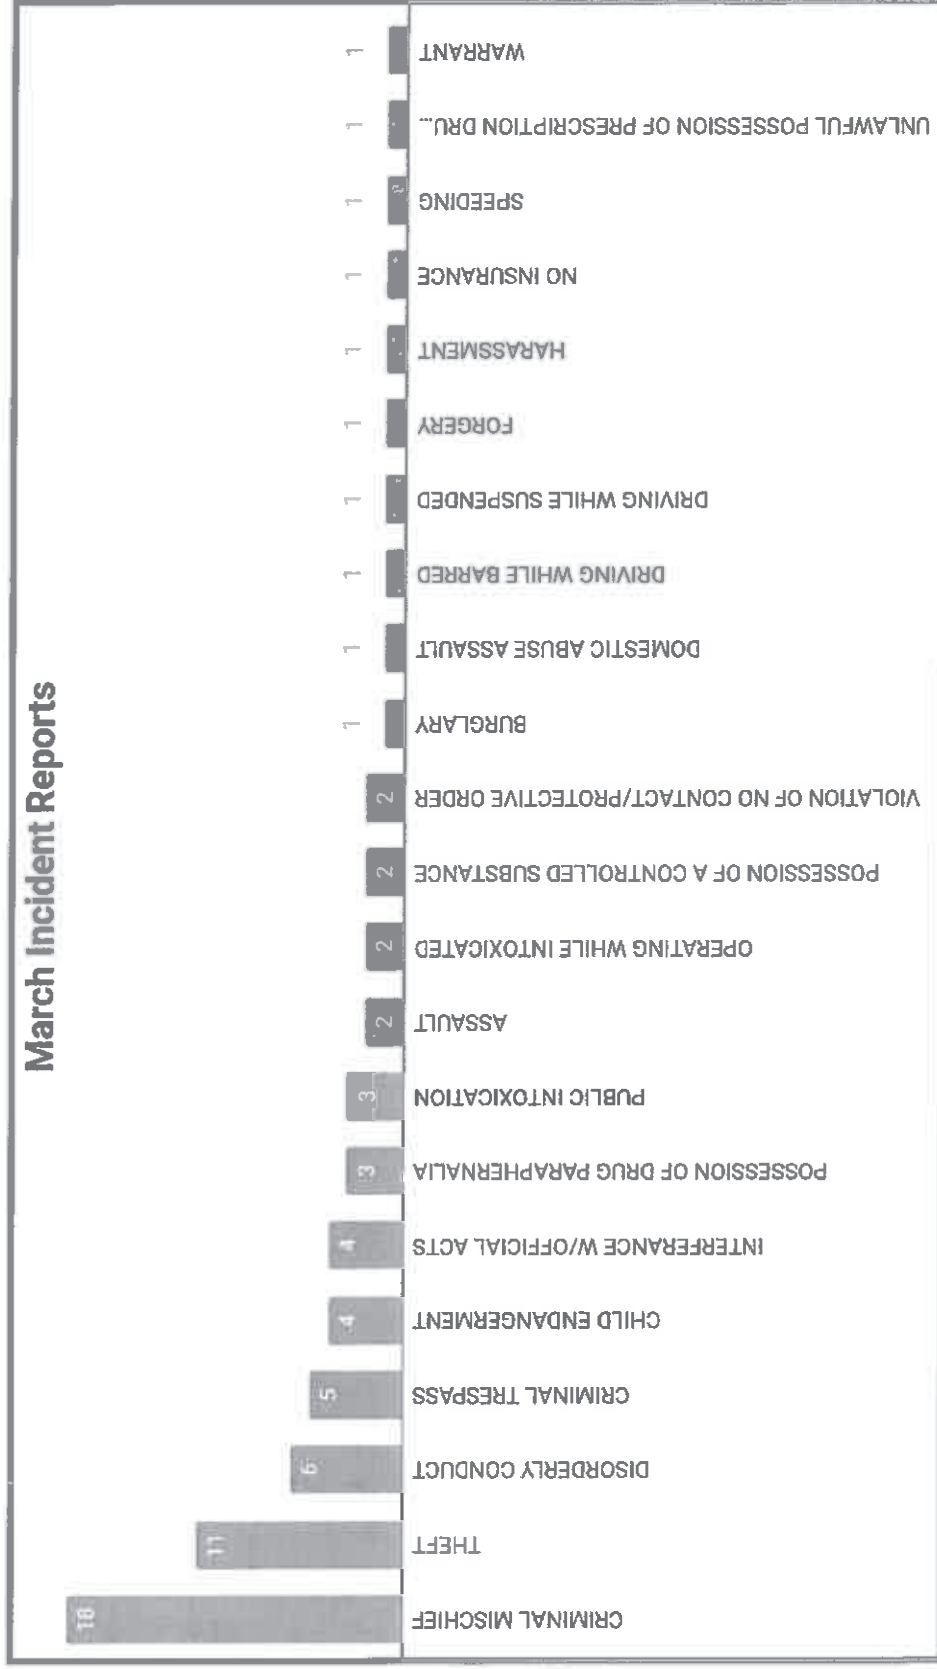 March Incident Reports
18
11
6
5
4
4
3
3
2
2
2
2
1
1
1
1
1
1
1
1
1
1
CRIMINAL MISCHIEF
THEFT
DISORDERLY CONDUCT
CRIMINAL TRESPASS
CHILD ENDANGERMENT
INTERFERANCE W/OFFICIAL ACTS
POSSESSION OF DRUG PARAPHERNALIA
PUBLIC INTOXICATION
ASSAULT
OPERATING WHILE INTOXICATED
POSSESSION OF A CONTROLLED SUBSTANCE
VIOLATION OF NO CONTACT/PROTECTIVE ORDER
BURGLARY
DOMESTIC ABUSE ASSAULT
DRIVING WHILE BARRED
DRIVING WHILE SUSPENDED
FORGERY
HARASSMENT
NO INSURANCE
SPEEDING
UNLAWFUL POSSESSION OF PRESCRIPTION DRU...
WARRANT